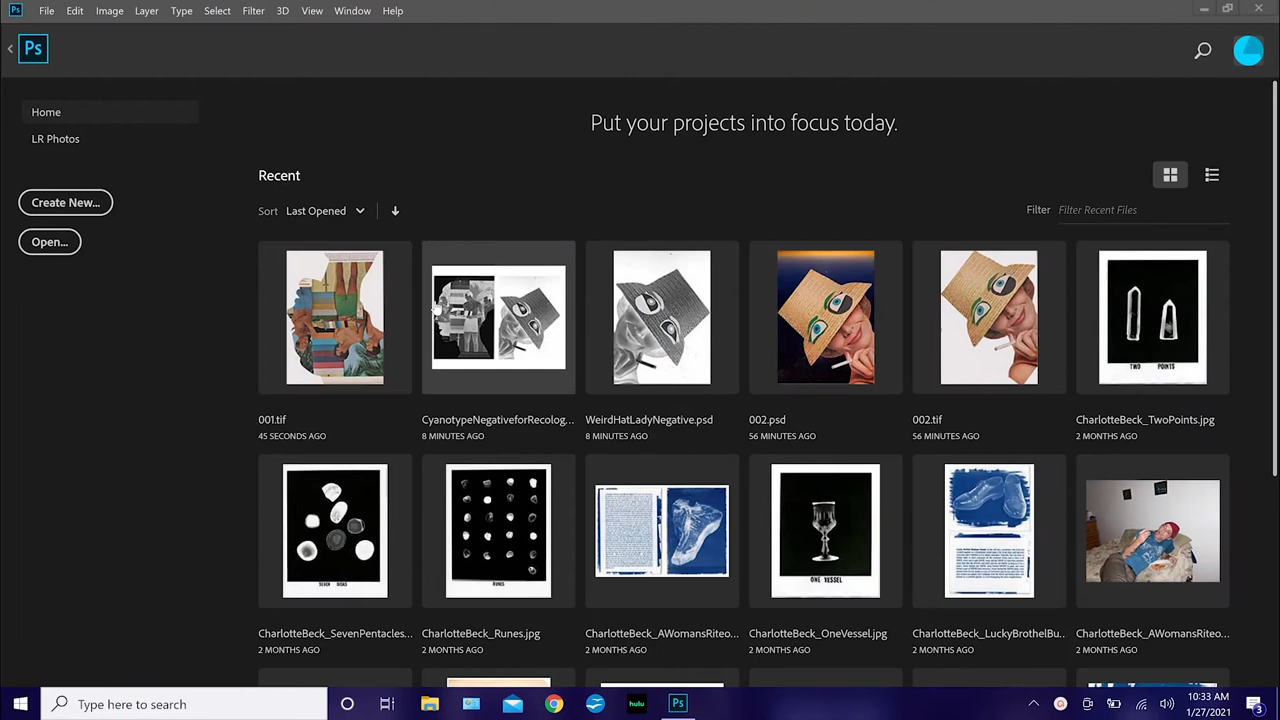 Ps File Edit Image Layer Type Select Filter 3D View Window Help
Ps
Home
LR Photos
Create New...
Open...
Put your projects into focus today.
Recent
Sort Last Opened
Filter Filter Recent Files
TWO POINTS
001.tif
45 SECONDS AGO
CyanotypeNegativeforRecolog...
8 MINUTES AGO
WeirdHatLadyNegative.psd
8 MINUTES AGO
002.psd
56 MINUTES AGO
002.tif
56 MINUTES AGO
CharlotteBeck_TwoPoints.jpg
2 MONTHS AGO
RUNES
ONE VESSEL
CharlotteBeck_SevenPentacles...
2 MONTHS AGO
CharlotteBeck_Runes.jpg
2 MONTHS AGO
CharlotteBeck_AWomansRiteo...
2 MONTHS AGO
CharlotteBeck_OneVessel.jpg
2 MONTHS AGO
CharlotteBeck_LuckyBrothelBu...
2 MONTHS AGO
CharlotteBeck_AWomansRiteo...
2 MONTHS AGO
Type here to search
hulu
Ps
10:33 AM
1/27/2021
3